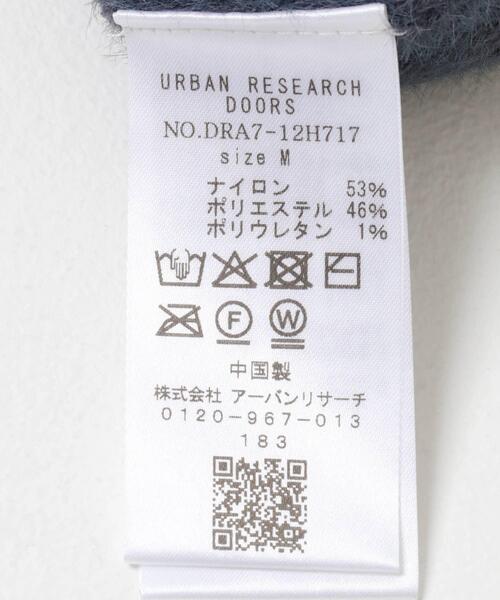 URBAN RESEARCH
DOORS
NO.DRA7-12H717
size M
ナイロン 53%
ポリエステル 46%
ポリウレタン 1%
F W
中国製
株式会社 アーバンリサーチ
0120-967-013
183